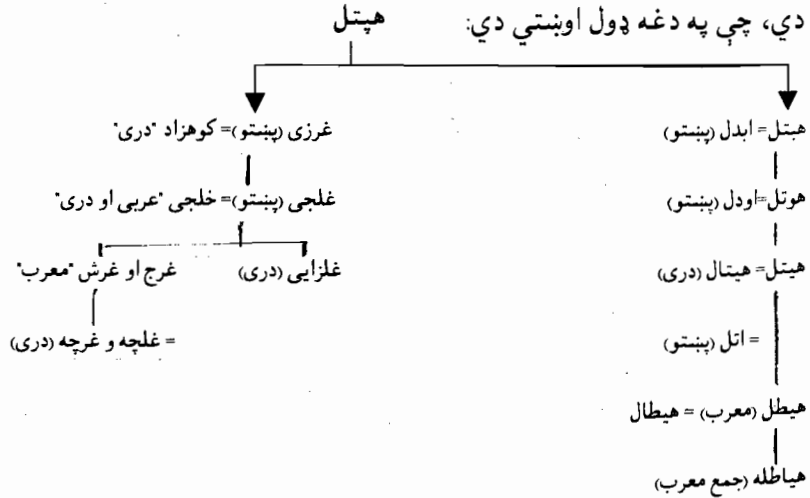 دي، چې په دغه ډول اوښتي دي:
هپتل
هبتل= ابدل (پښتو)
غرزی (پښتو)= کوهزاد "دری"
هوتل=اودل (پښتو)
غلجی (پښتو)= خلجی "عربی او دری"
هیتل= هیتال (دری)
غلزایی (دری)
غرج او غرش "معرب"
= اتل (پښتو)
= غلچه و غرچه (دری)
هیطل (معرب) = هیطال
هیاطله (جمع معرب)